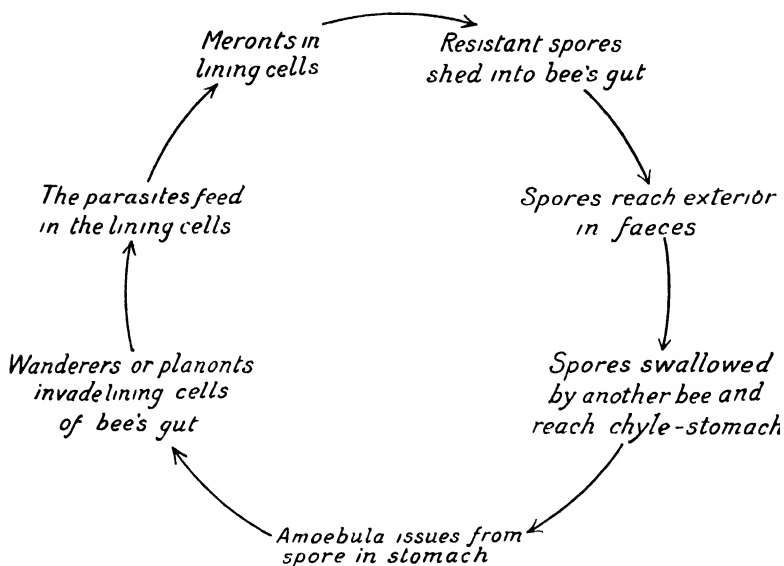 Meronts in
lining cells
Resistant spores
shed into bee's gut
Spores reach exterior
in faeces
Spores swallowed
by another bee and
reach chyle-stomach
Amoebula issues from
spore in stomach
Wanderers or planonts
invade lining cells
of bee's gut
The parasites feed
in the lining cells